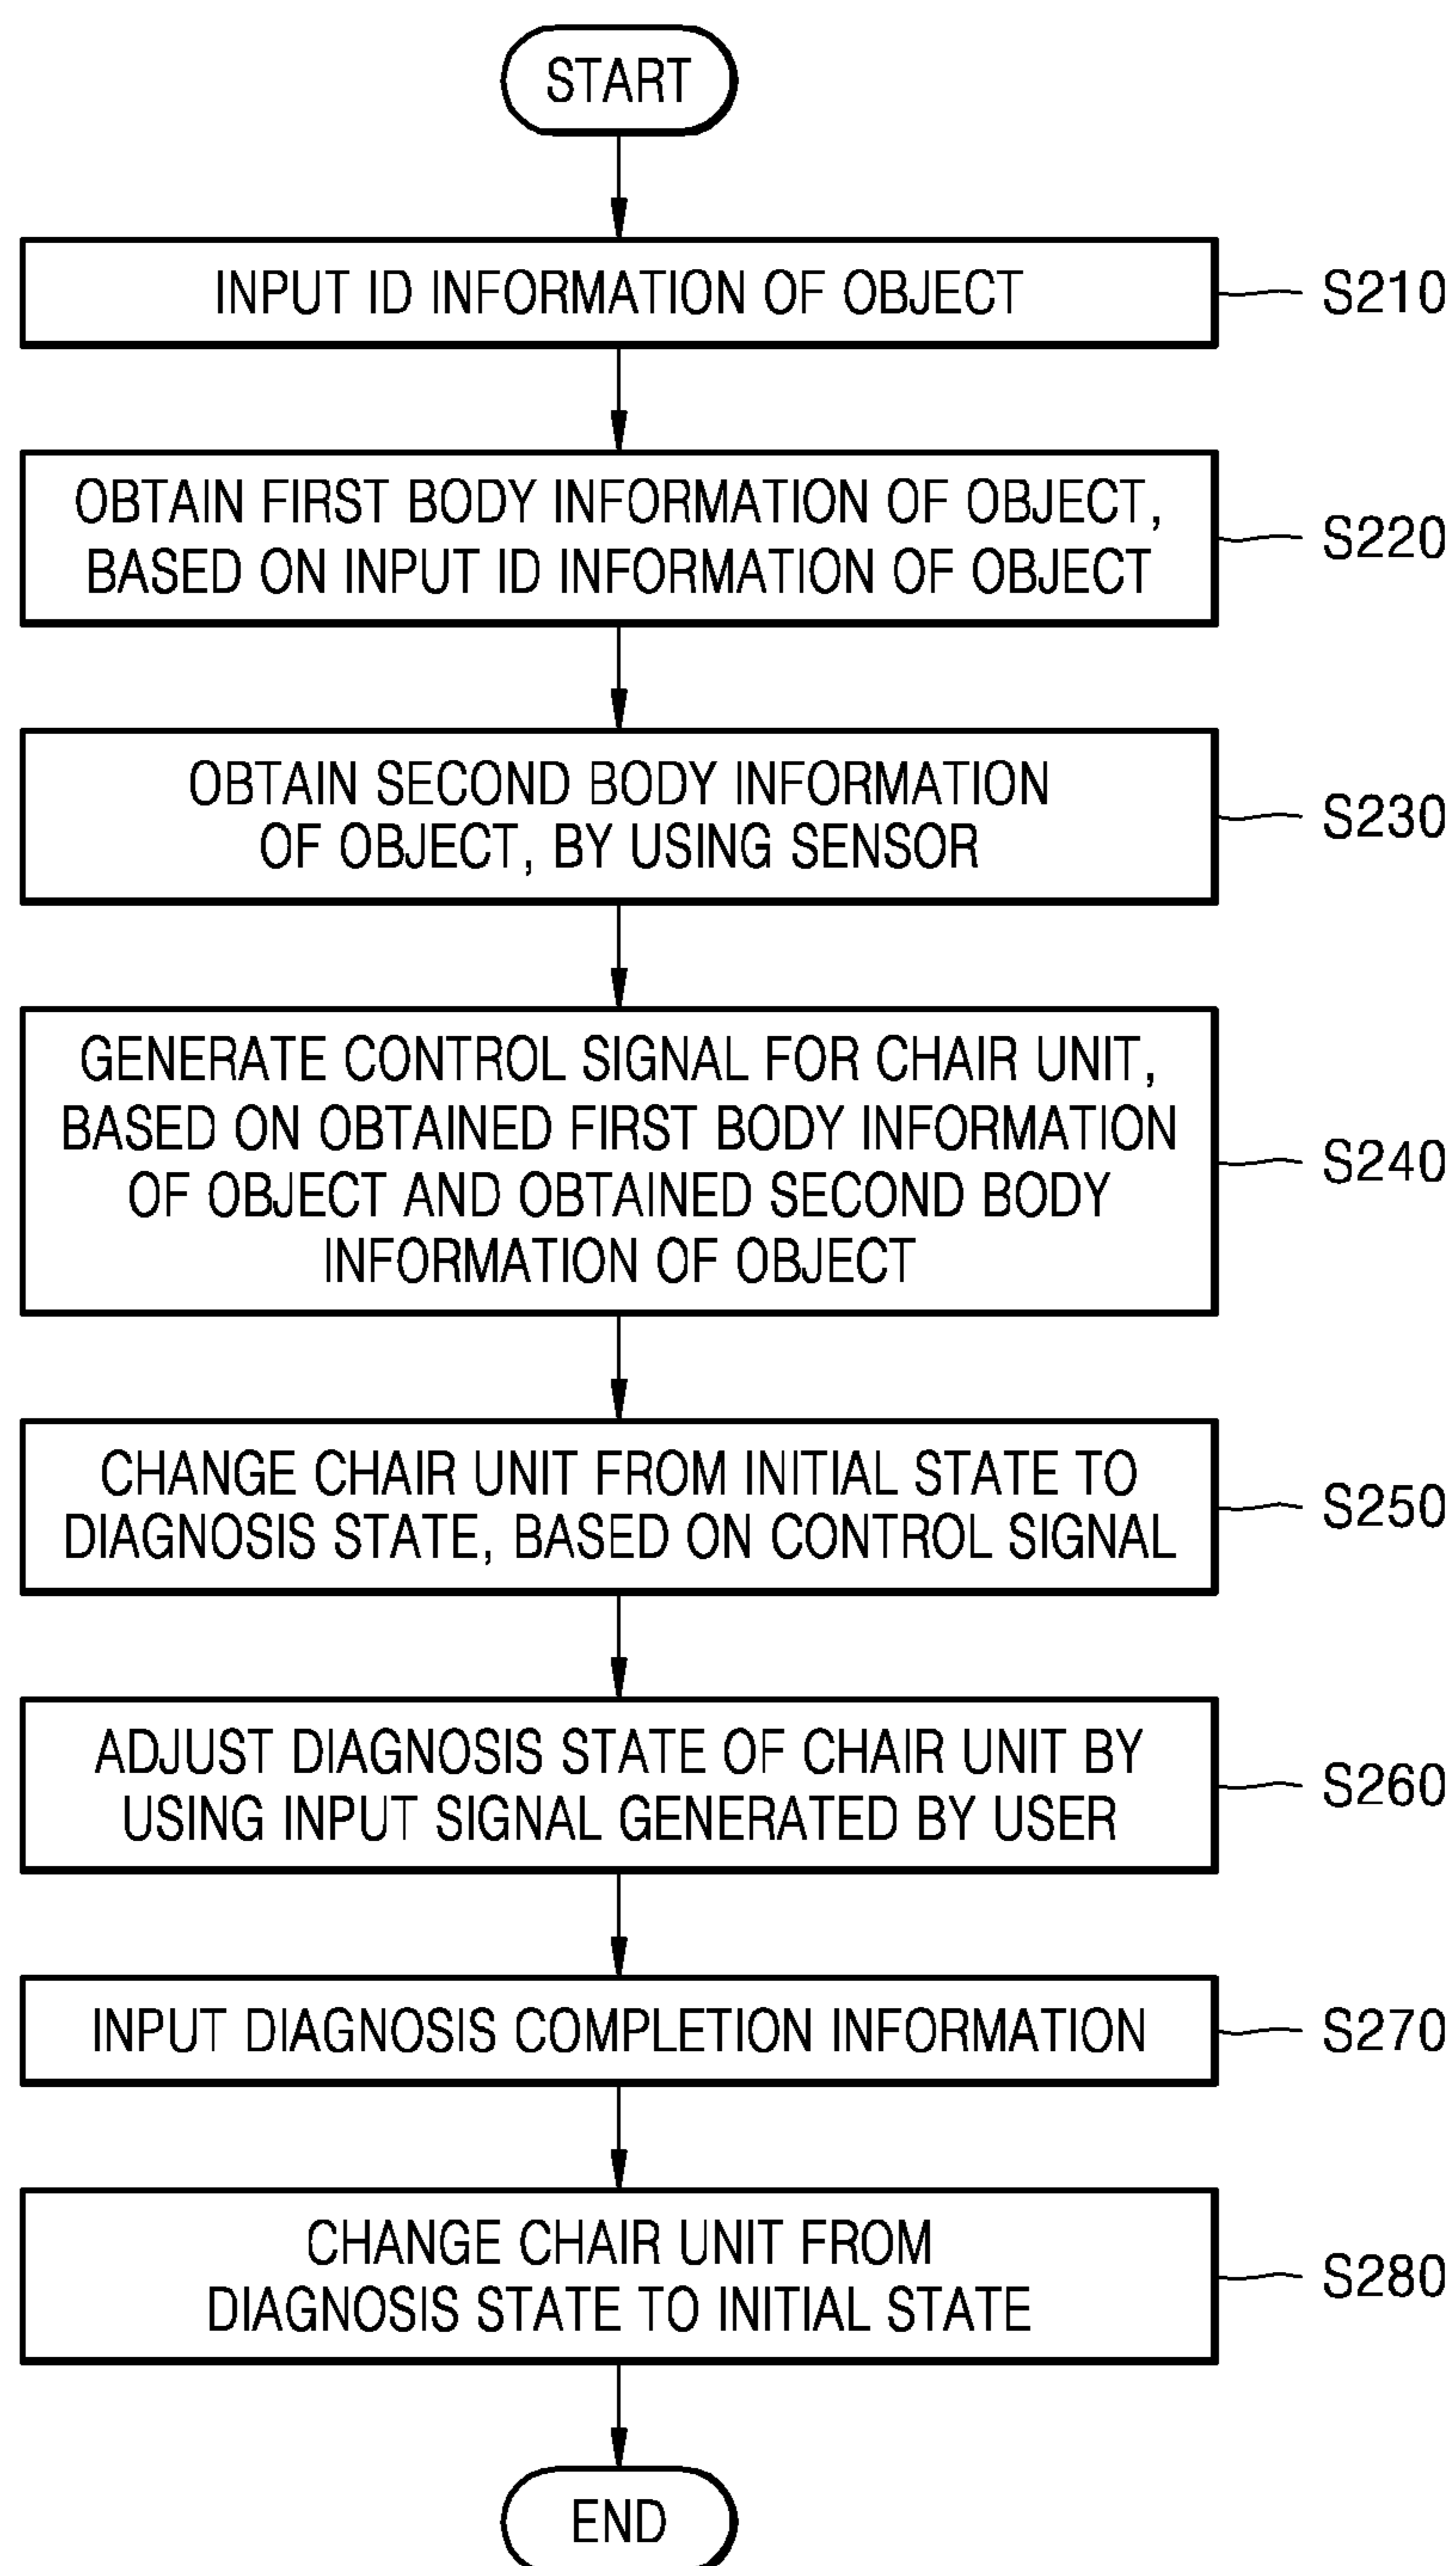 START
INPUT ID INFORMATION OF OBJECT
S210
OBTAIN FIRST BODY INFORMATION OF OBJECT,
BASED ON INPUT ID INFORMATION OF OBJECT
S220
OBTAIN SECOND BODY INFORMATION
OF OBJECT, BY USING SENSOR
S230
GENERATE CONTROL SIGNAL FOR CHAIR UNIT,
BASED ON OBTAINED FIRST BODY INFORMATION
OF OBJECT AND OBTAINED SECOND BODY
INFORMATION OF OBJECT
S240
CHANGE CHAIR UNIT FROM INITIAL STATE TO
DIAGNOSIS STATE, BASED ON CONTROL SIGNAL
S250
ADJUST DIAGNOSIS STATE OF CHAIR UNIT BY
USING INPUT SIGNAL GENERATED BY USER
S260
INPUT DIAGNOSIS COMPLETION INFORMATION
S270
CHANGE CHAIR UNIT FROM
DIAGNOSIS STATE TO INITIAL STATE
S280
END